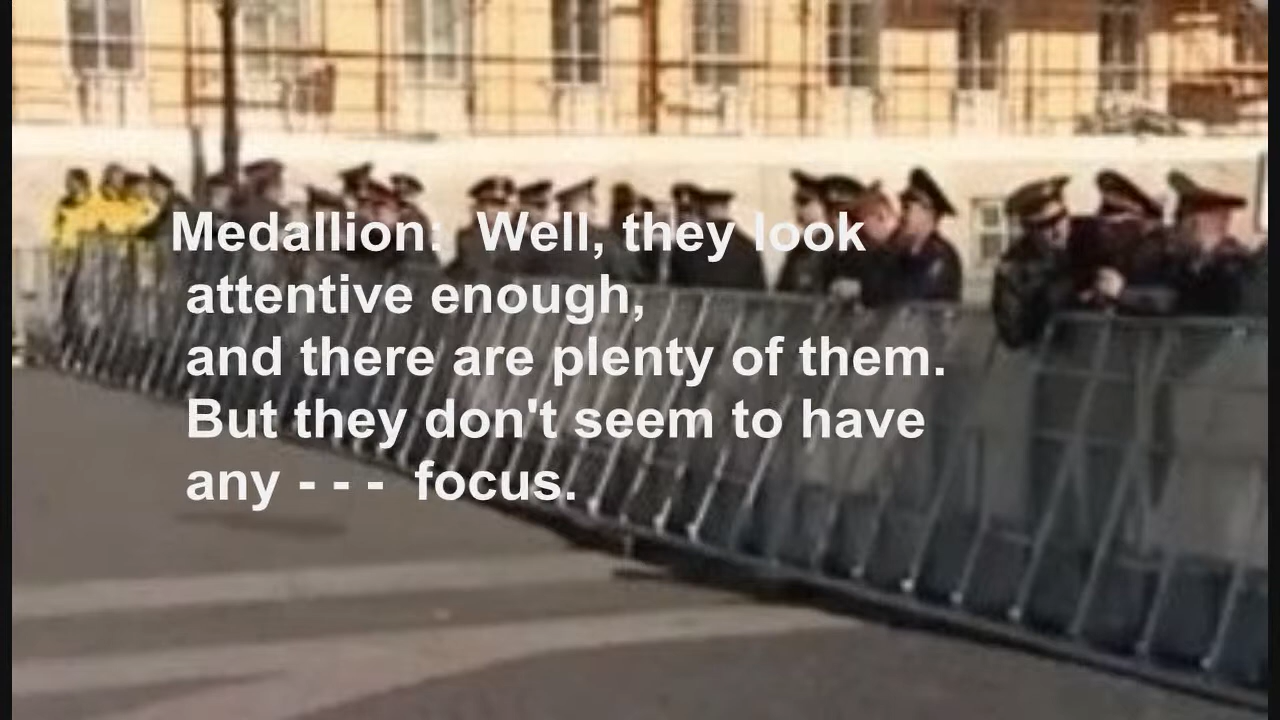 Medallion:  Well, they look
attentive enough,
and there are plenty of them.
But they don't seem to have
any - - -  focus.